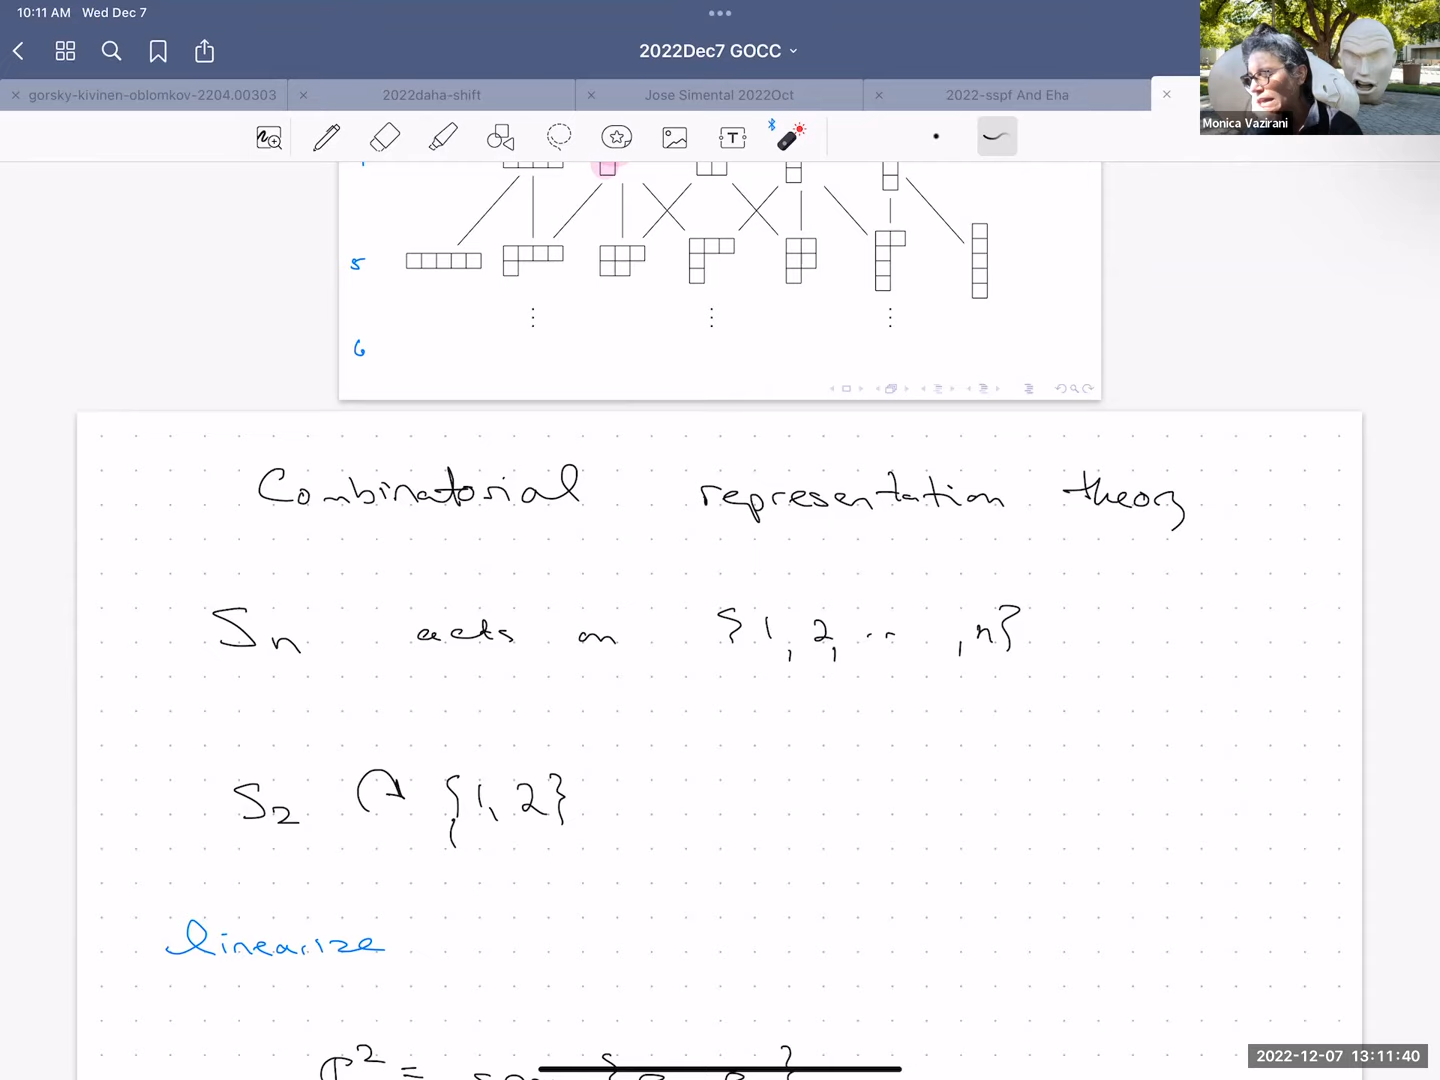 10:11 AM Wed Dec 7
2022Dec7 GOCC
gorsky-kivinen-oblomkov-2204.00303
2022daha-shift
Jose Simental 2022Oct
2022-sspf And Eha
Monica Vazirani
5
6
Combinatorial representation theory
Sn acts on {1, 2, .. , n}
S2 {1, 2}
linearize
ℂ² =
2022-12-07 13:11:40